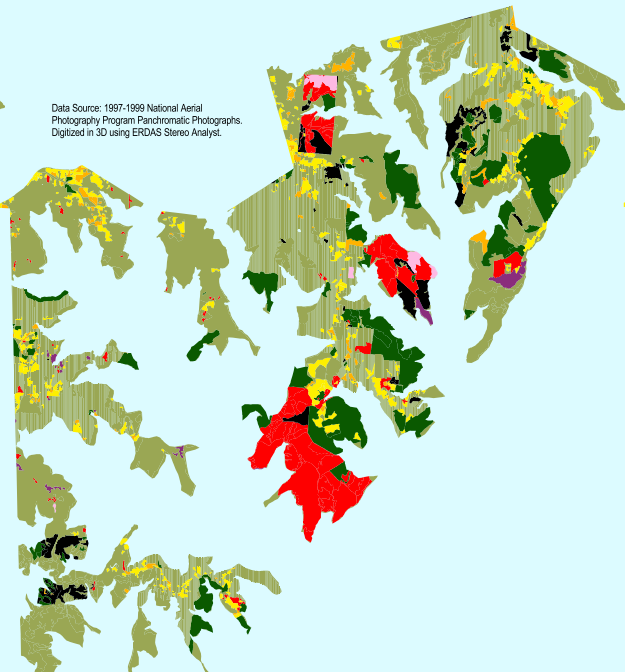 Data Source: 1997-1999 National Aerial
Photography Program Panchromatic Photographs.
Digitized in 3D using ERDAS Stereo Analyst.